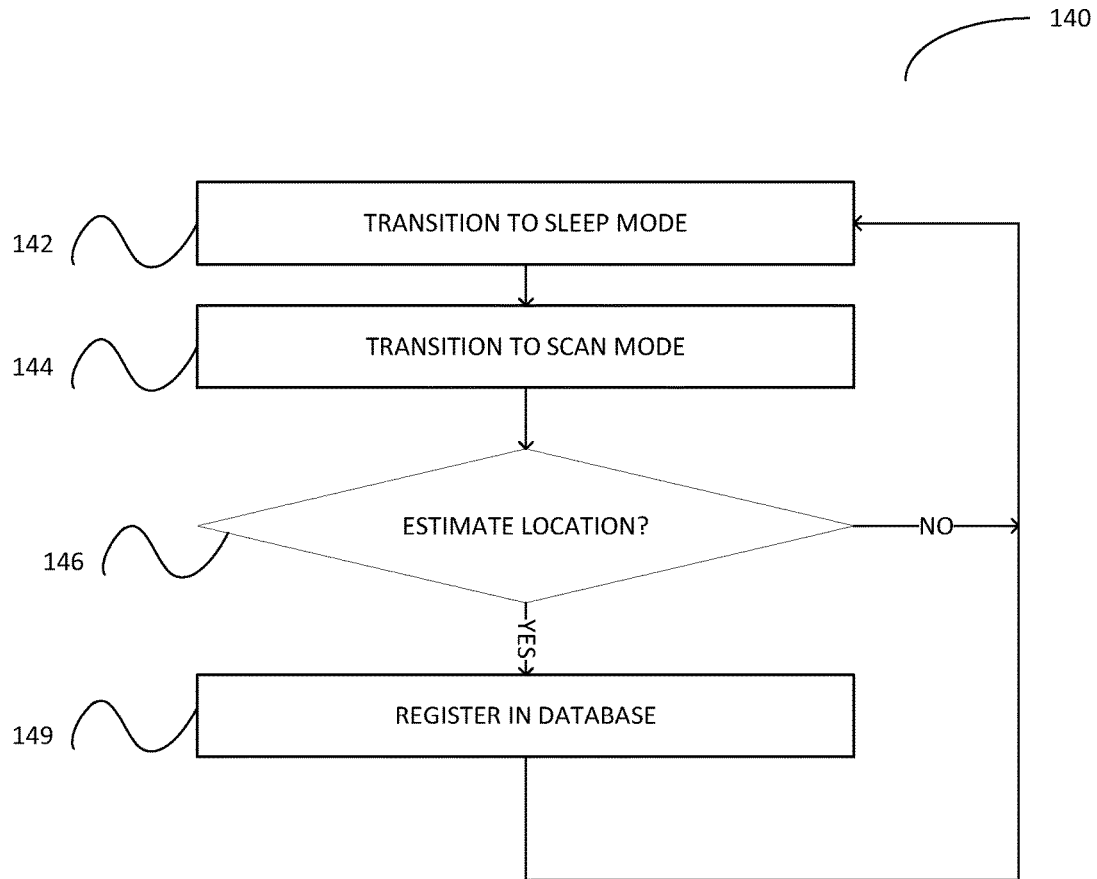 140
142
TRANSITION TO SLEEP MODE
144
TRANSITION TO SCAN MODE
146
ESTIMATE LOCATION?
NO
YES
149
REGISTER IN DATABASE